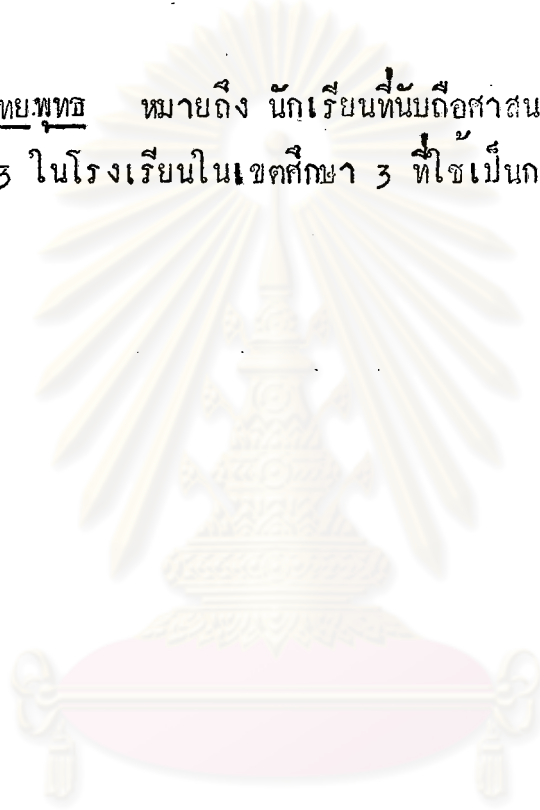 ทย.พุทธ หมายถึง นักเรียนที่นับถือศาสน
3 ในโรงเรียนในเขตศึกษา 3 ที่ใช้เป็นก